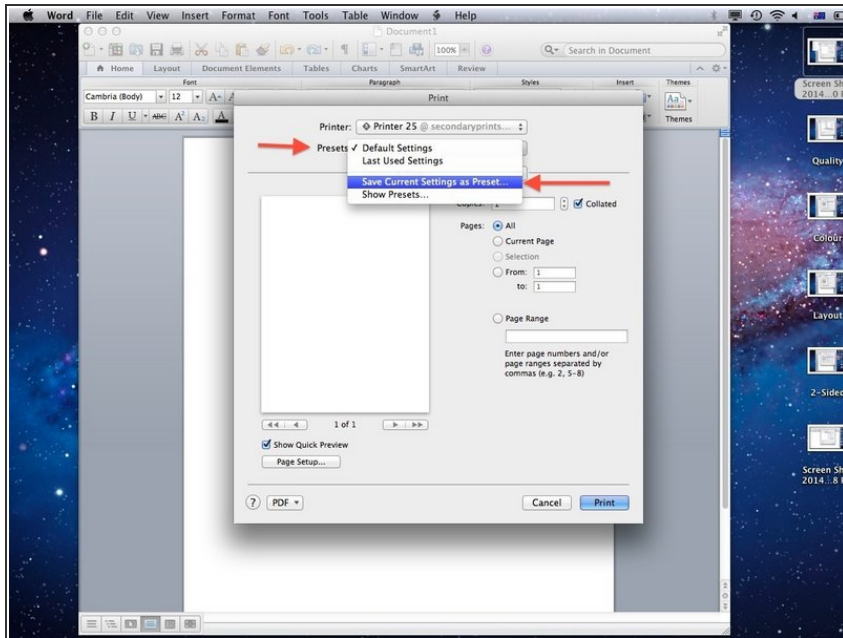 Word File Edit View Insert Format Font Tools Table Window Help
Document1
100%
Search in Document
Home Layout Document Elements Tables Charts SmartArt Review
Font Paragraph Styles Insert Themes
Cambria (Body) 12 A-
B I U ABC A² A₂ A
Aa
Themes
Print
Printer: Printer 25 @ secondaryprints...
Presets ✓ Default Settings
Last Used Settings
Save Current Settings as Preset...
Show Presets...
Copies: 1 Collated
Pages: All
Current Page
Selection
From: 1
to: 1
Page Range
Enter page numbers and/or
page ranges separated by
commas (e.g. 2, 5-8)
1 of 1
Show Quick Preview
Page Setup...
? PDF Cancel Print
Screen Sh
2014...0
Quality
Colour
Layout
2-Sided
Screen Sh
2014...8